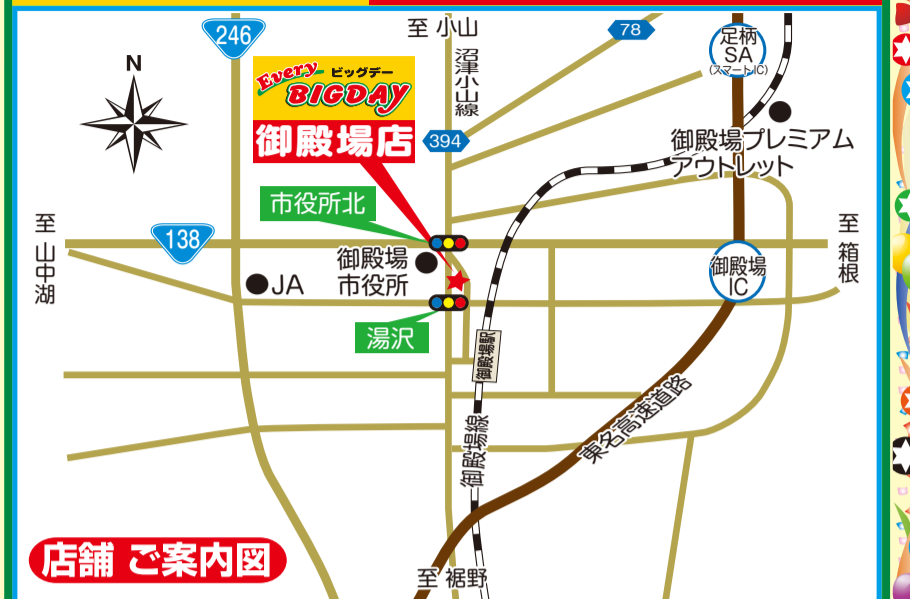 246
至 小山
78
足柄
SA
(スマートIC)
N
Every ビッグデー
BIGDAY
御殿場店
沼津小山線
394
御殿場プレミアム
アウトレット
市役所北
至 山中湖
138
御殿場
市役所
JA
御殿場
IC
至 箱根
湯沢
御殿場駅
御殿場線
東名高速道路
店舗 ご案内図
至 裾野